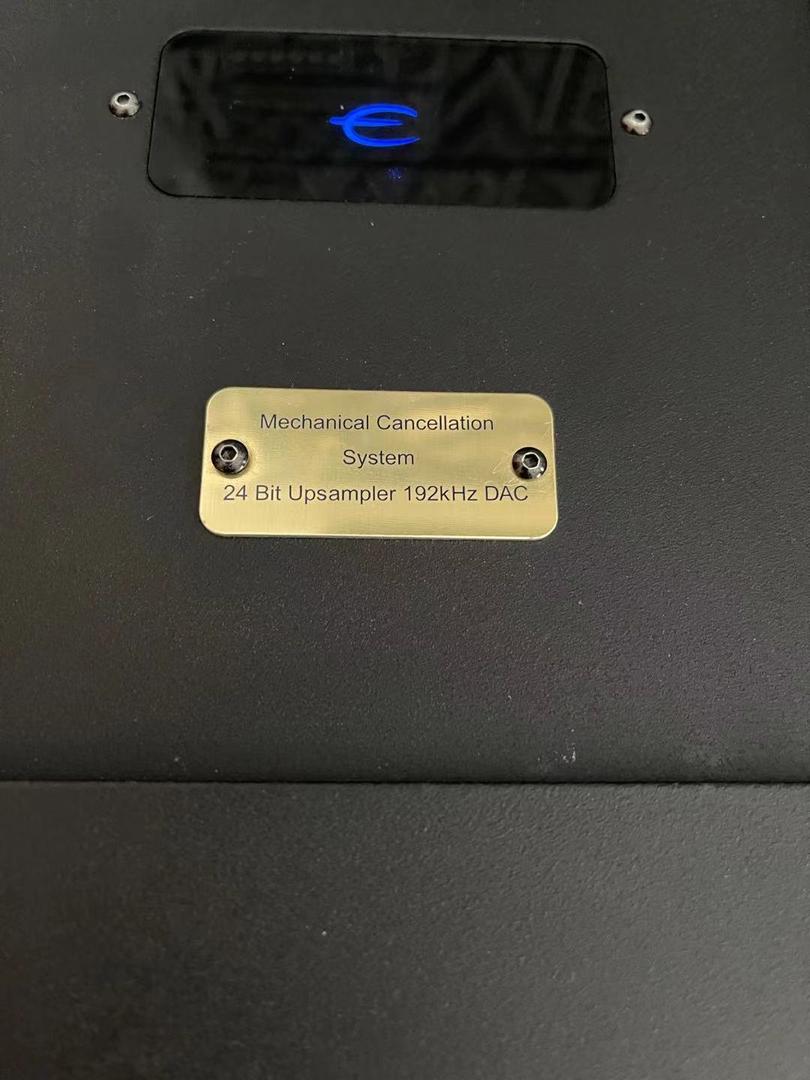 Mechanical Cancellation
System
24 Bit Upsampler 192kHz DAC